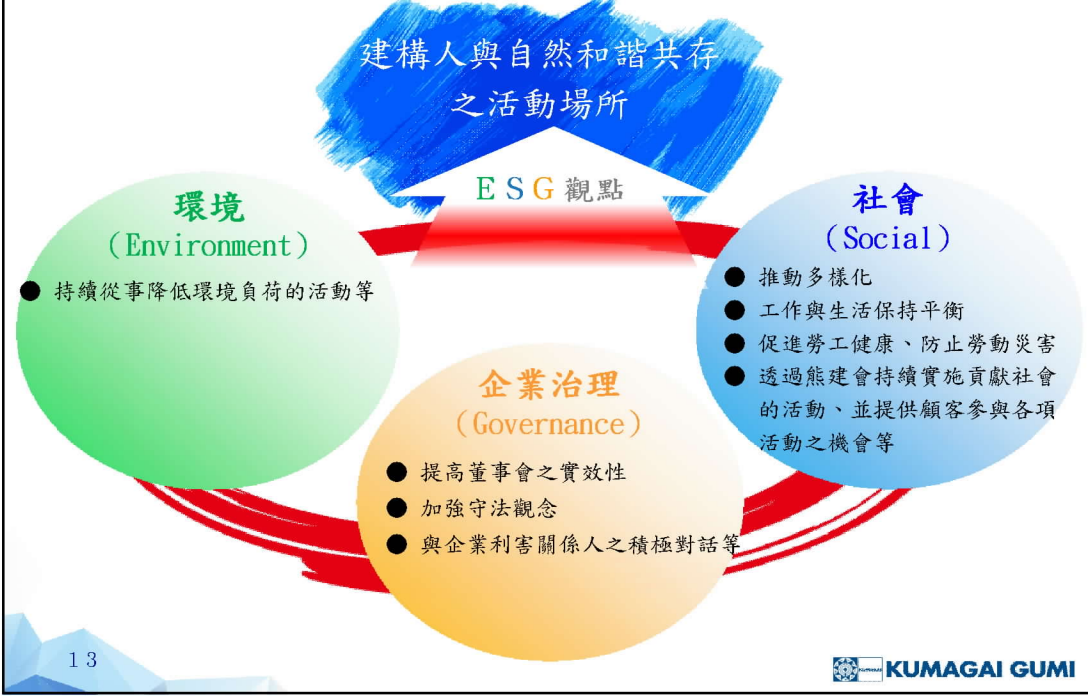 建構人與自然和諧共存
之活動場所
ESG觀點
環境
(Environment)
● 持續從事降低環境負荷的活動等
社會
(Social)
● 推動多樣化
● 工作與生活保持平衡
● 促進勞工健康、防止勞動災害
● 透過熊建會持續實施貢獻社會
的活動、並提供顧客參與各項
活動之機會等
企業治理
(Governance)
● 提高董事會之實效性
● 加強守法觀念
● 與企業利害關係人之積極對話等
13
KUMAGAI GUMI